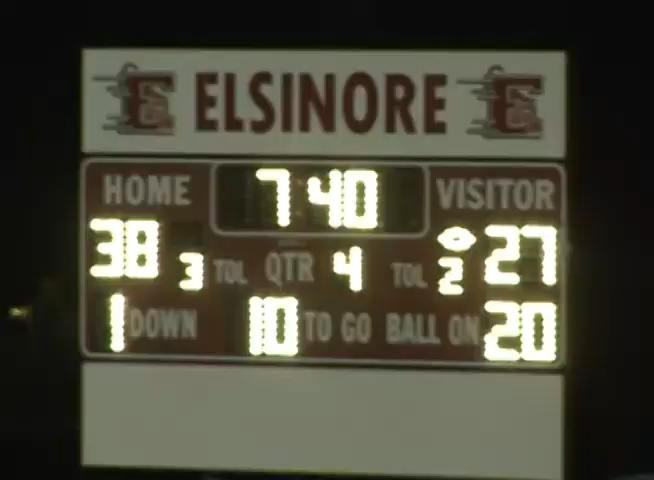 E ELSINORE E
HOME 7 40 VISITOR
38 3 TOL QTR 4 TOL 2 27
1 DOWN 10 TO GO BALL ON 20